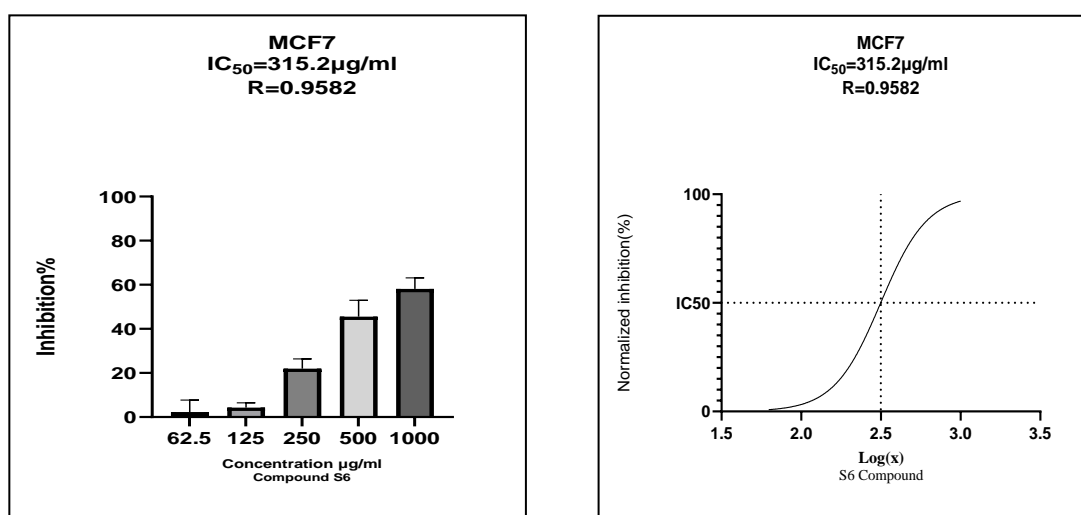 MCF7
IC₅₀=315.2µg/ml
R=0.9582
100
80
60
40
20
0
Inhibition%
62.5 125 250 500 1000
Concentration µg/ml
Compound S6
MCF7
IC₅₀=315.2µg/ml
R=0.9582
100
IC50
0
Normalized inhibition(%)
1.5 2.0 2.5 3.0 3.5
Log(x)
S6 Compound